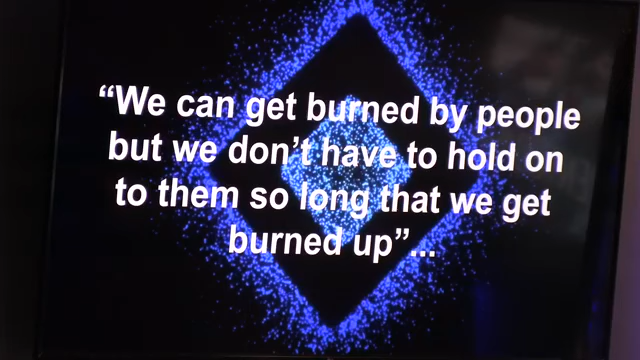 “We can get burned by people
but we don’t have to hold on
to them so long that we get
burned up”...